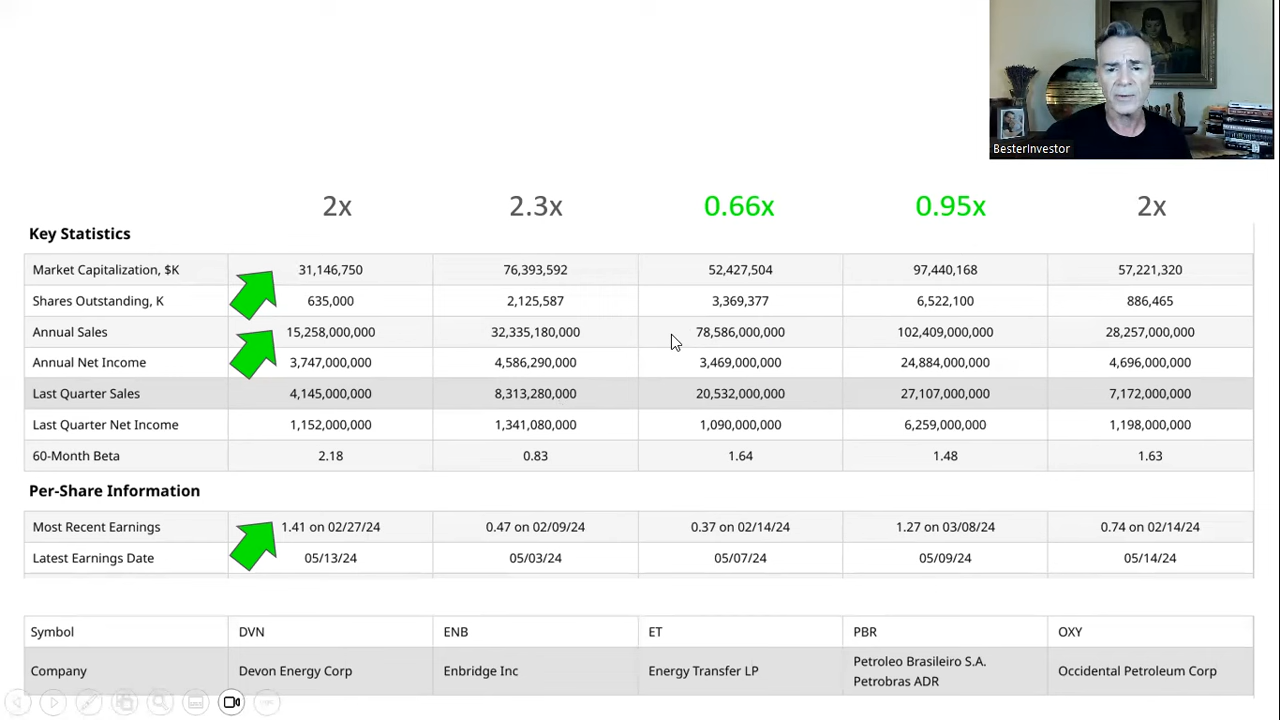 BesterInvestor
2x 2.3x 0.66x 0.95x 2x
Key Statistics
Market Capitalization, $K 31,146,750 76,393,592 52,427,504 97,440,168 57,221,320
Shares Outstanding, K 635,000 2,125,587 3,369,377 6,522,100 886,465
Annual Sales 15,258,000,000 32,335,180,000 78,586,000,000 102,409,000,000 28,257,000,000
Annual Net Income 3,747,000,000 4,586,290,000 3,469,000,000 24,884,000,000 4,696,000,000
Last Quarter Sales 4,145,000,000 8,313,280,000 20,532,000,000 27,107,000,000 7,172,000,000
Last Quarter Net Income 1,152,000,000 1,341,080,000 1,090,000,000 6,259,000,000 1,198,000,000
60-Month Beta 2.18 0.83 1.64 1.48 1.63
Per-Share Information
Most Recent Earnings 1.41 on 02/27/24 0.47 on 02/09/24 0.37 on 02/14/24 1.27 on 03/08/24 0.74 on 02/14/24
Latest Earnings Date 05/13/24 05/03/24 05/07/24 05/09/24 05/14/24
Symbol DVN ENB ET PBR OXY
Company Devon Energy Corp Enbridge Inc Energy Transfer LP Petroleo Brasileiro S.A. Occidental Petroleum Corp
Petrobras ADR